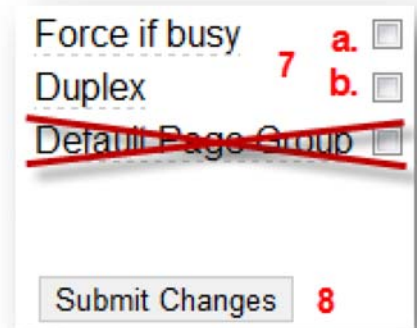 Force if busy a.
7
Duplex b.
Default Page Group
Submit Changes 8